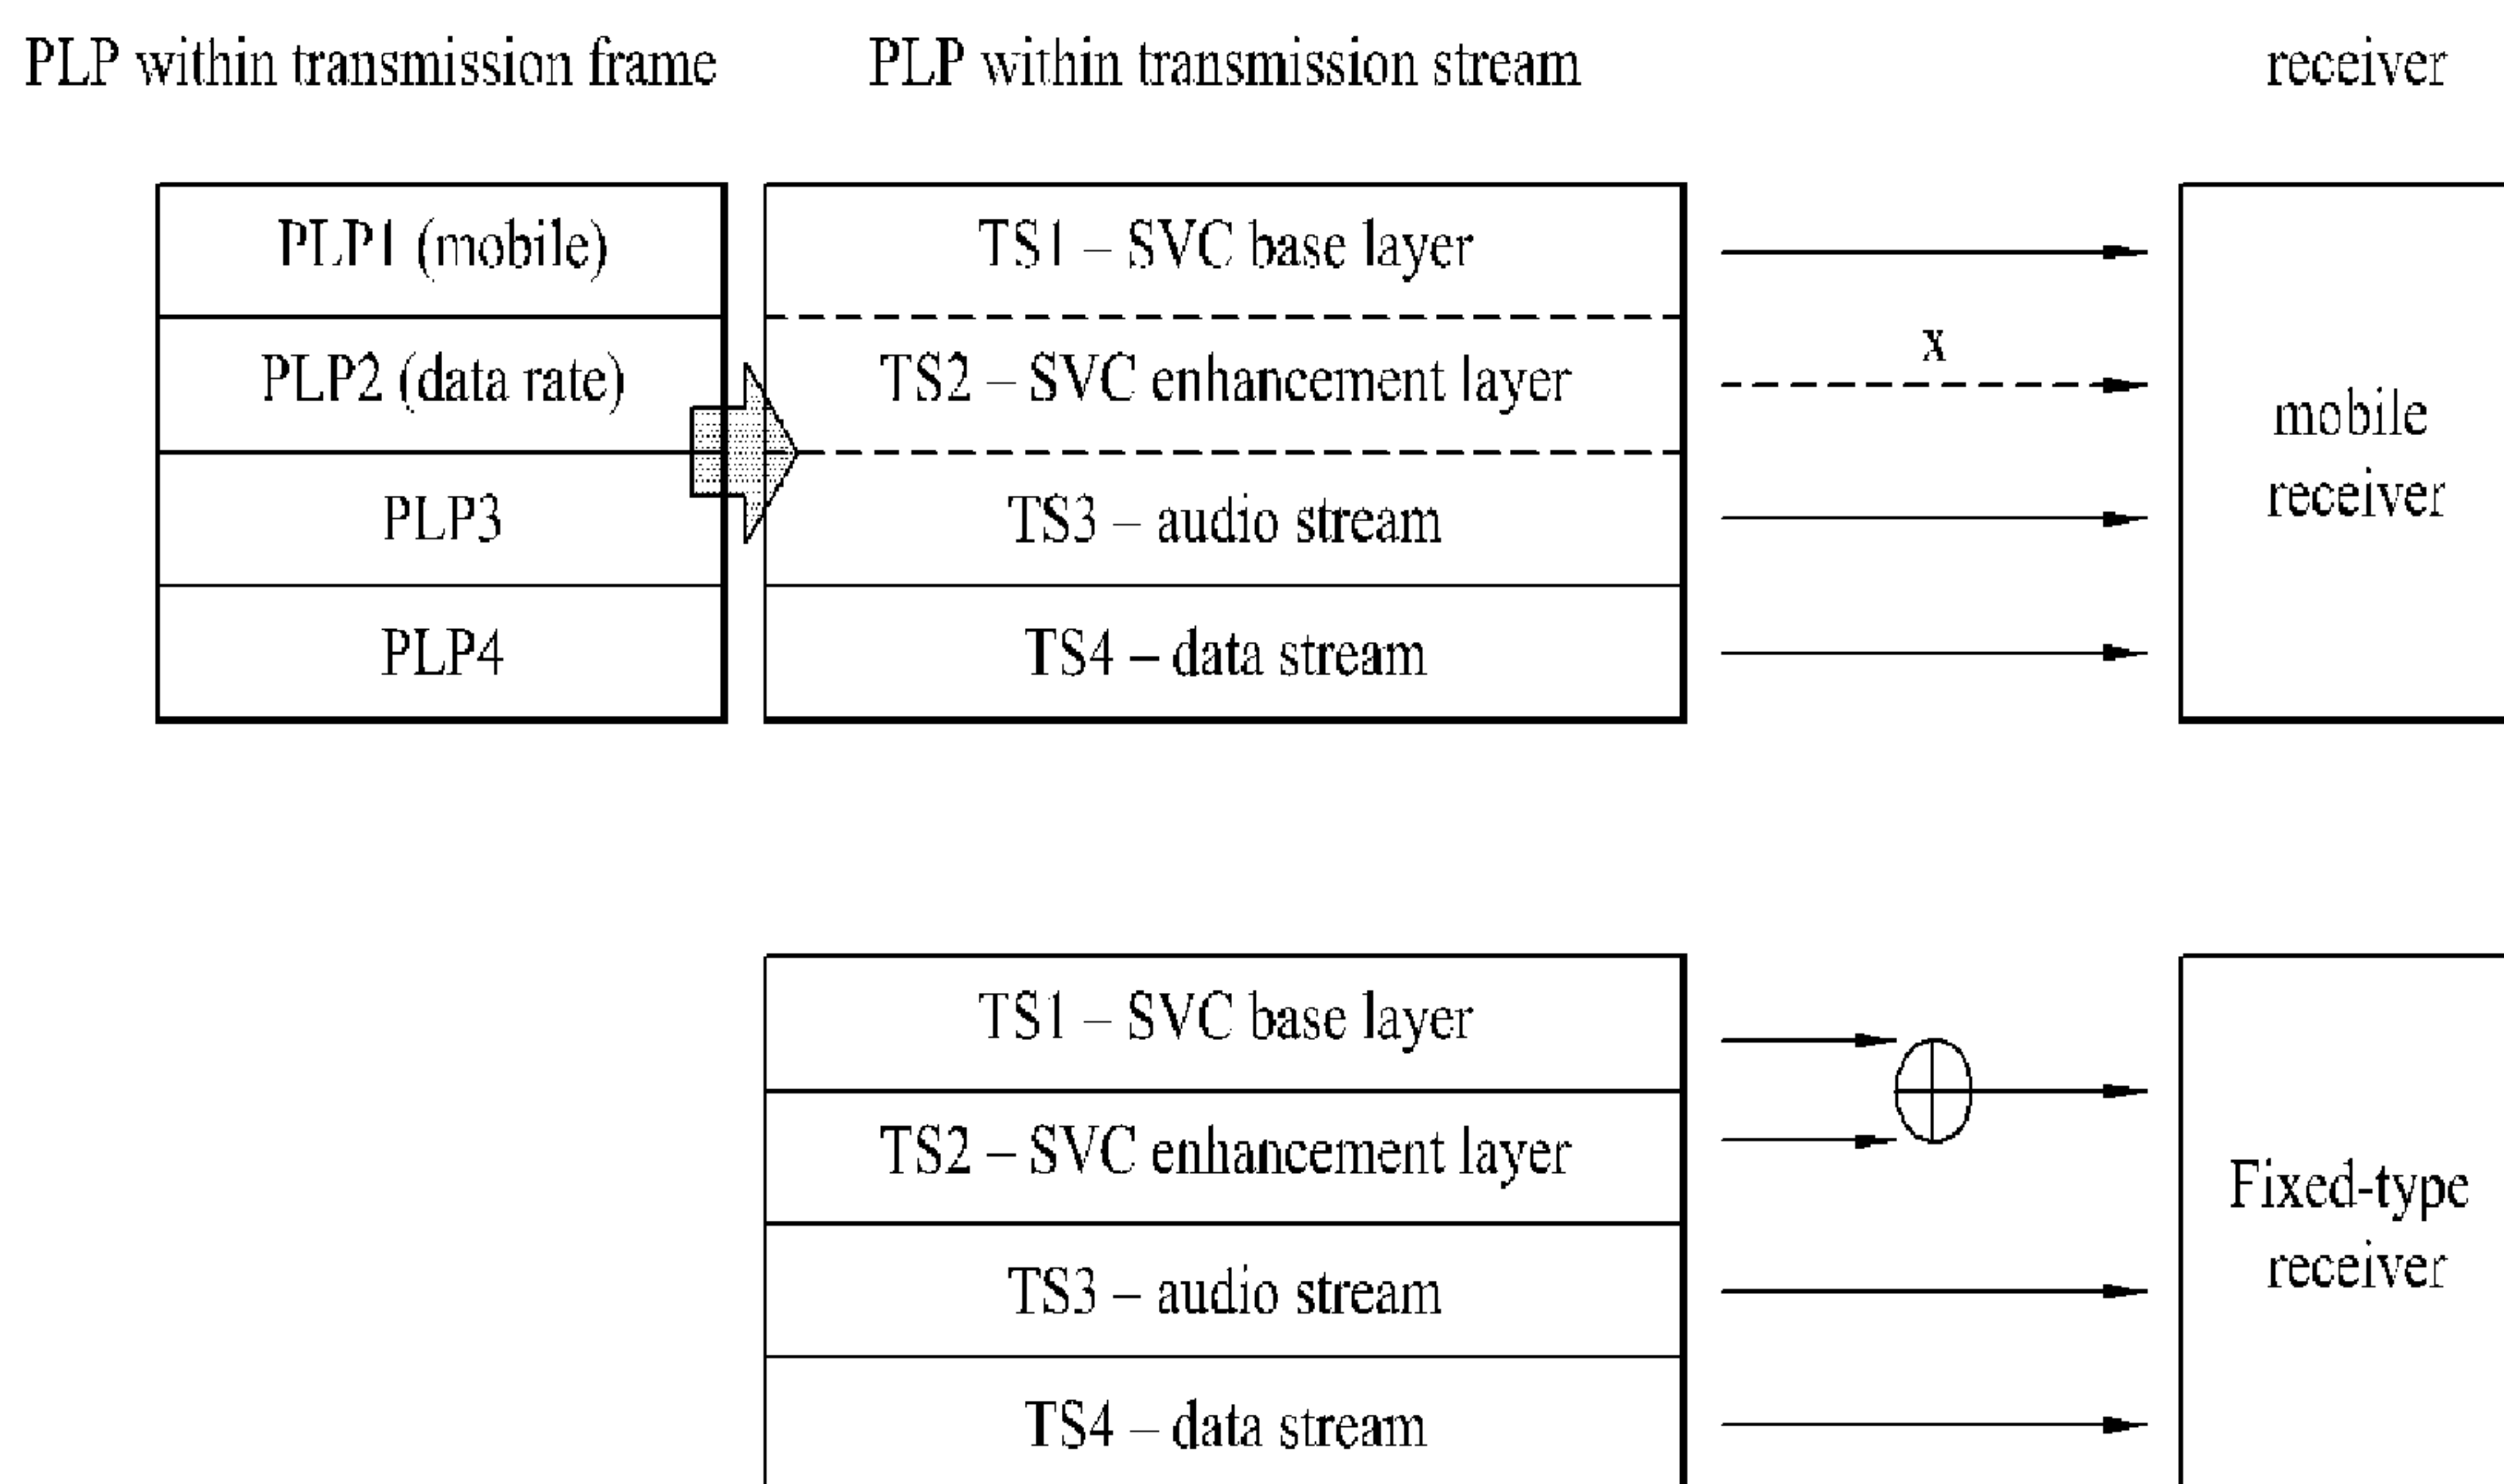 PLP within transmission frame
PLP within transmission stream
receiver
PLP1 (mobile)
PLP2 (data rate)
PLP3
PLP4
TS1 – SVC base layer
TS2 – SVC enhancement layer
TS3 – audio stream
TS4 – data stream
x
mobile
receiver
TS1 – SVC base layer
TS2 – SVC enhancement layer
TS3 – audio stream
TS4 – data stream
Fixed-type
receiver